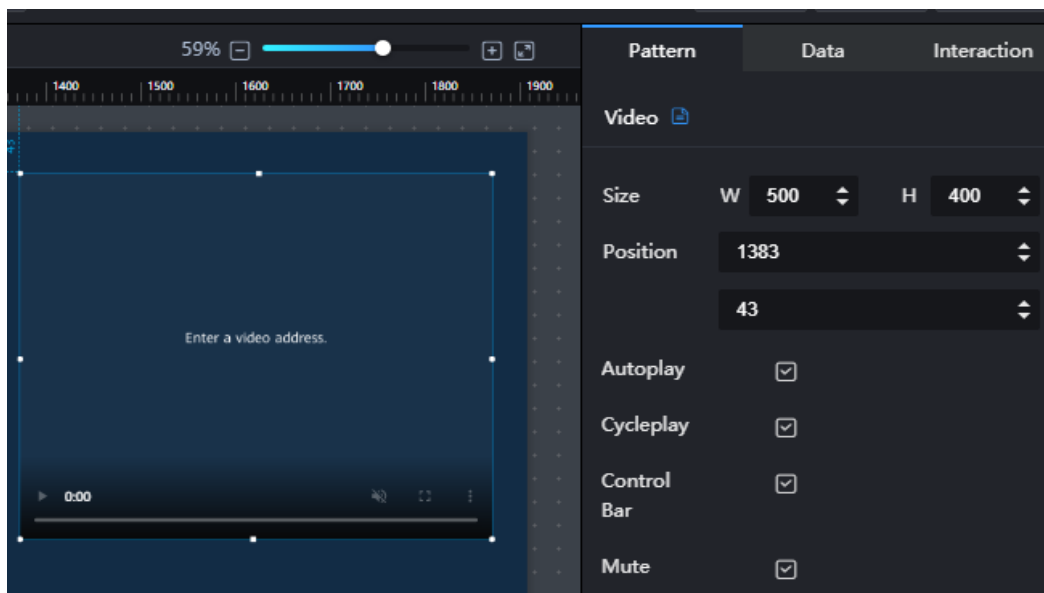 59%
Pattern Data Interaction
1400 1500 1600 1700 1800 1900
Video
43
Size W 500 H 400
Position 1383
43
Enter a video address.
Autoplay
Cycleplay
Control
Bar
0:00
Mute